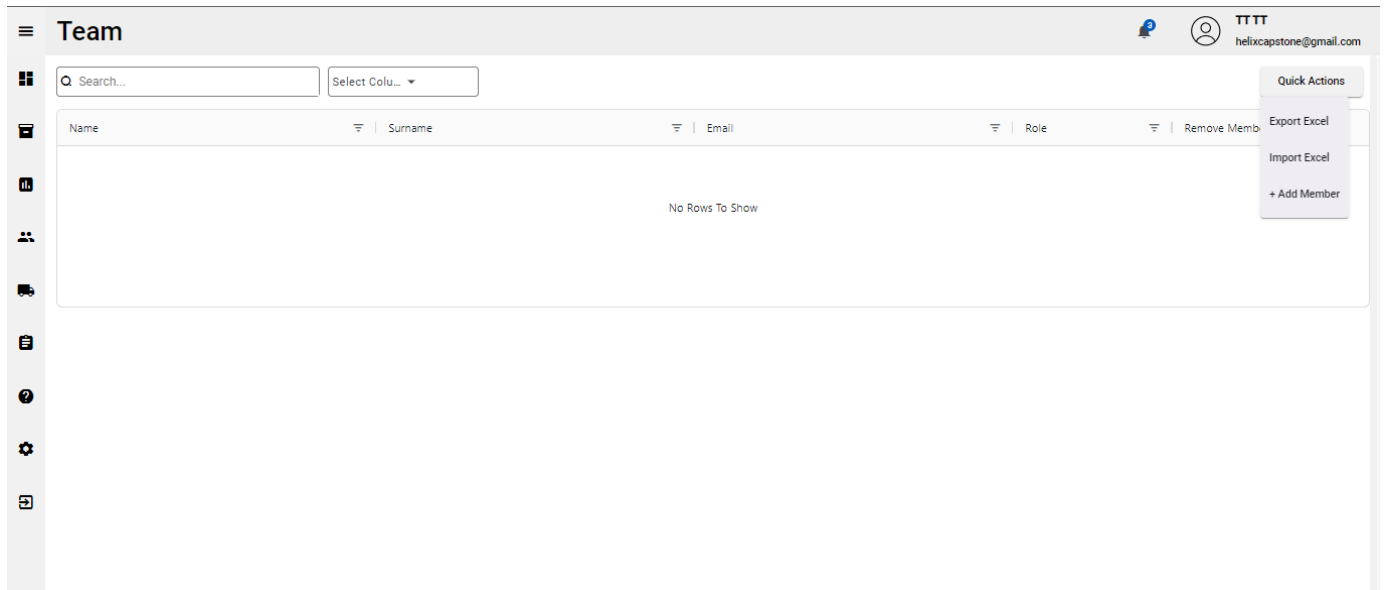 Team
3
TT TT
helixcapstone@gmail.com
Search...
Select Colu...
Quick Actions
Name
Surname
Email
Role
Remove Memb
Export Excel
Import Excel
+ Add Member
No Rows To Show